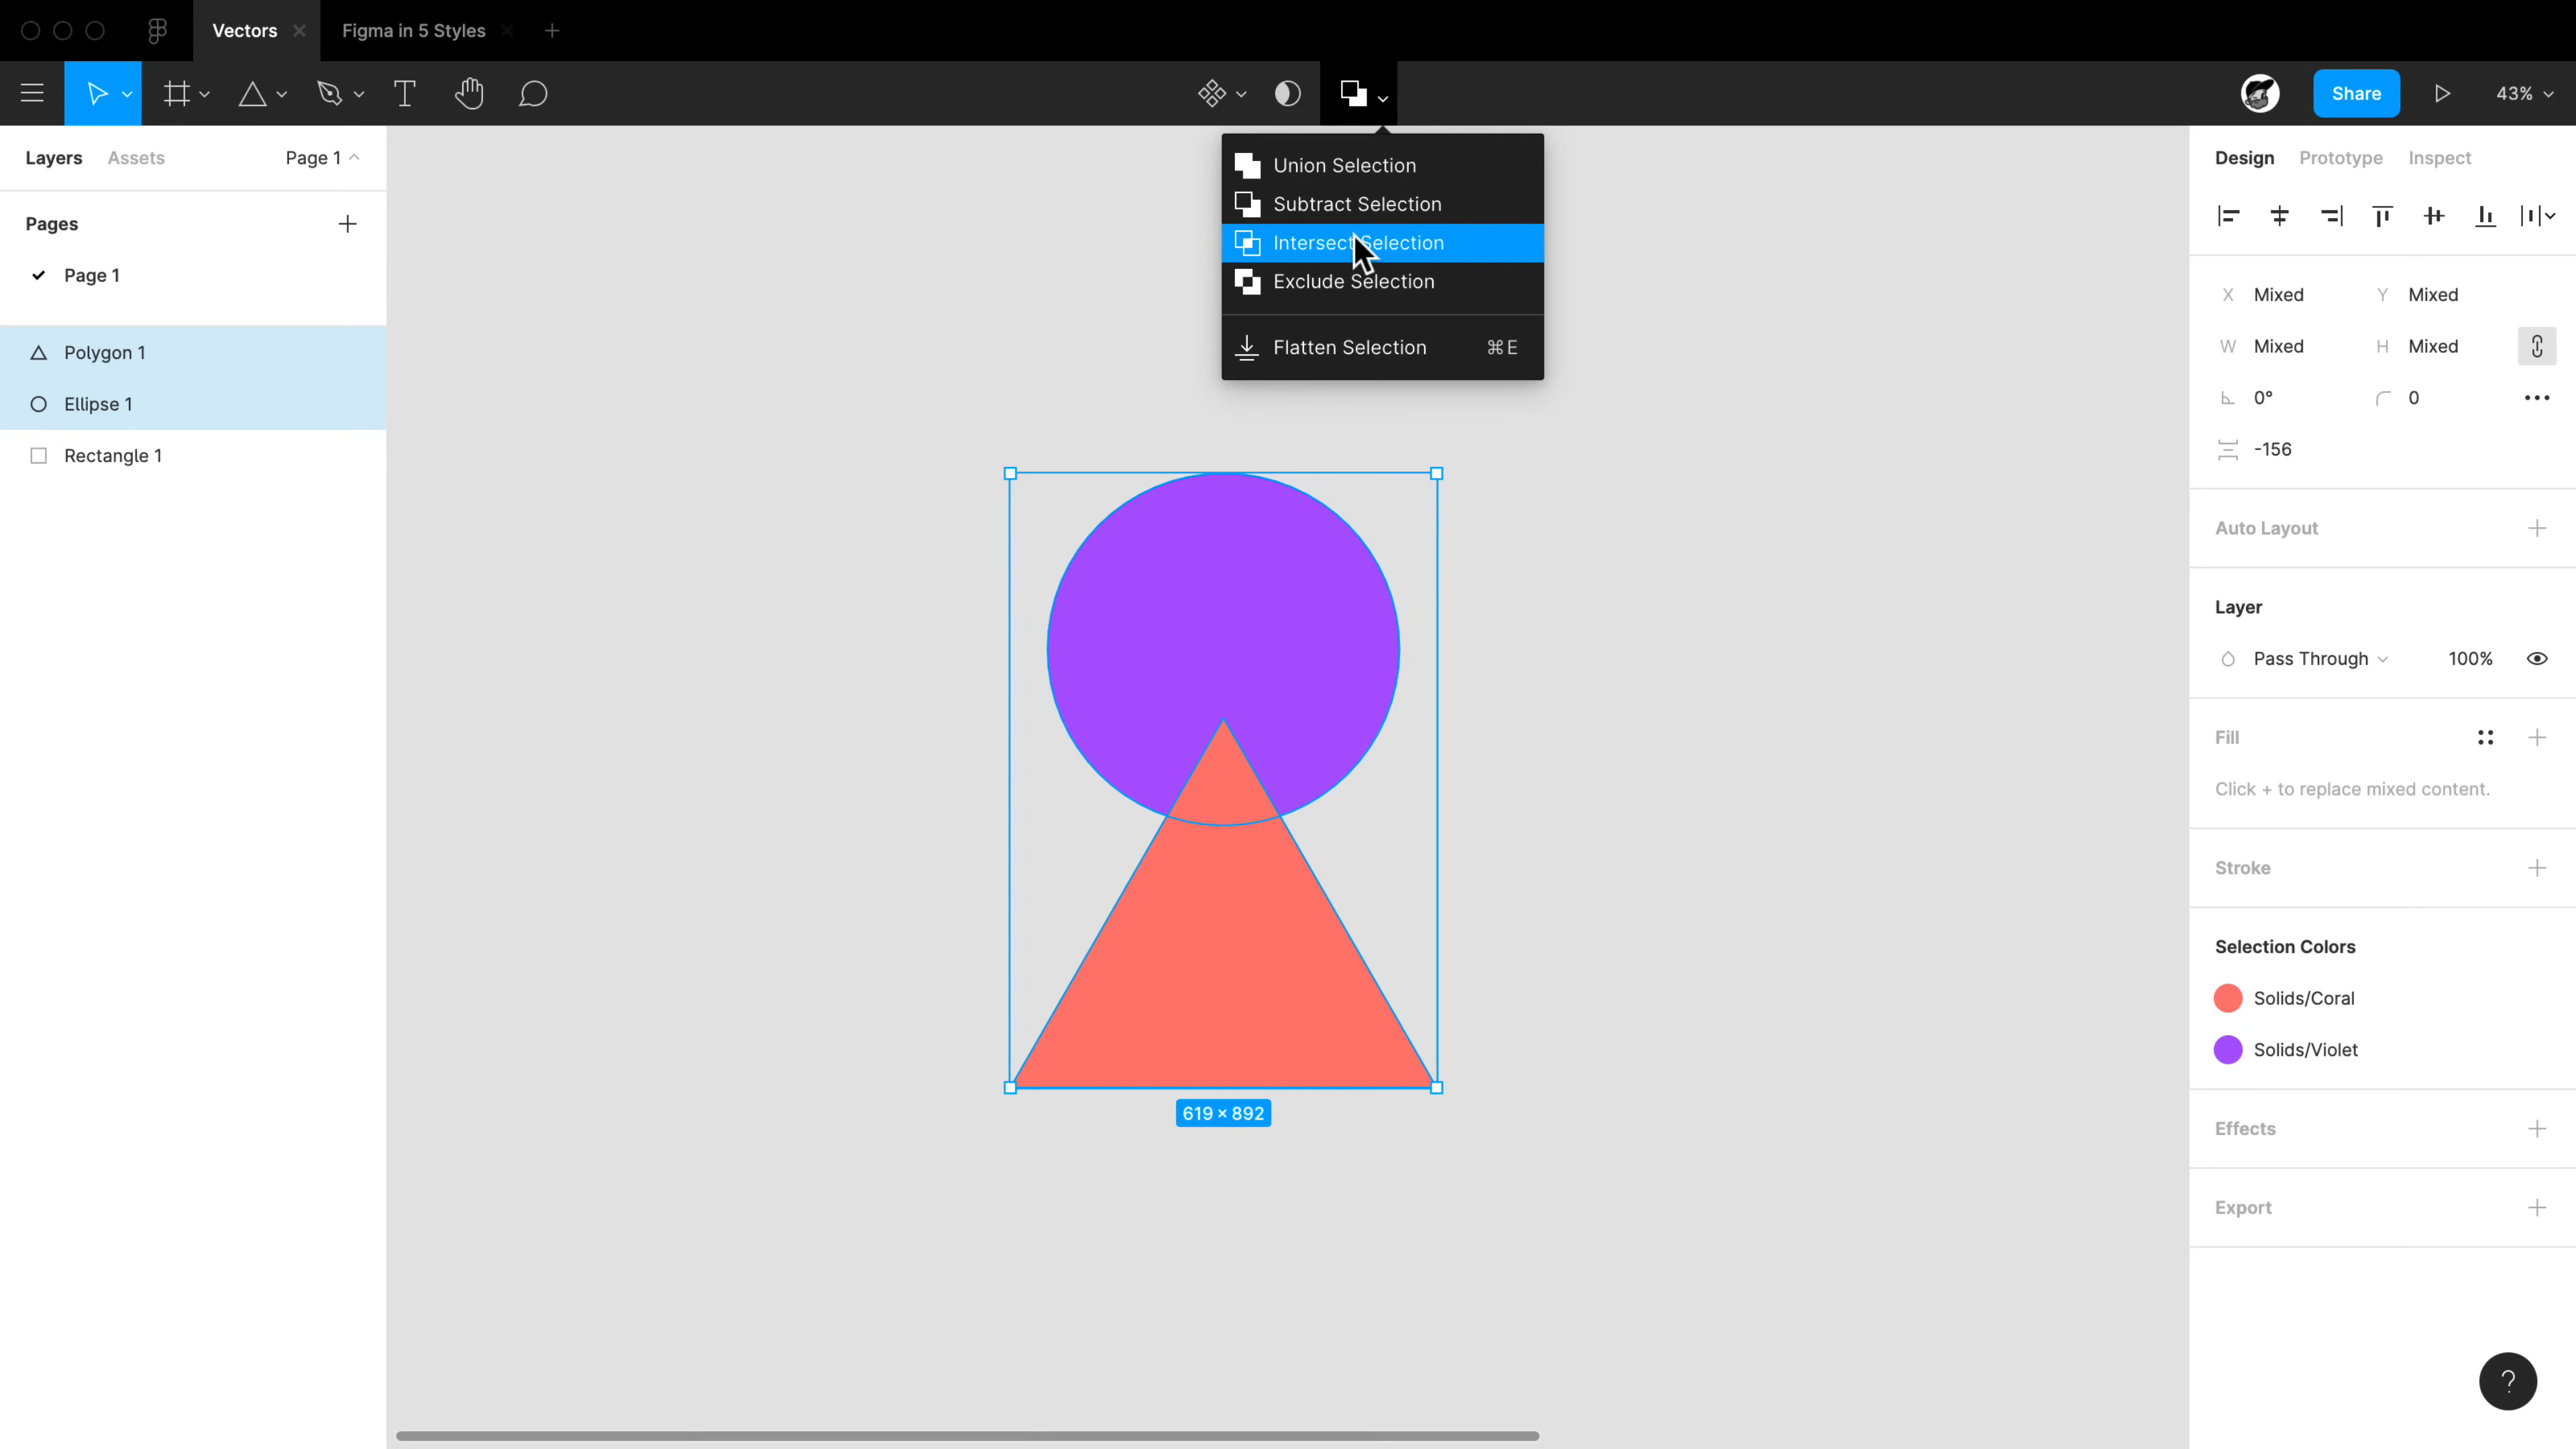 Vectors
Figma in 5 Styles
Share
43%
Layers Assets Page 1
Pages
Page 1
Polygon 1
Ellipse 1
Rectangle 1
Union Selection
Subtract Selection
Intersect Selection
Exclude Selection
Flatten Selection ⌘E
619 × 892
Design Prototype Inspect
X Mixed Y Mixed
W Mixed H Mixed
0° 0
-156
Auto Layout
Layer
Pass Through 100%
Fill
Click + to replace mixed content.
Stroke
Selection Colors
Solids/Coral
Solids/Violet
Effects
Export
?